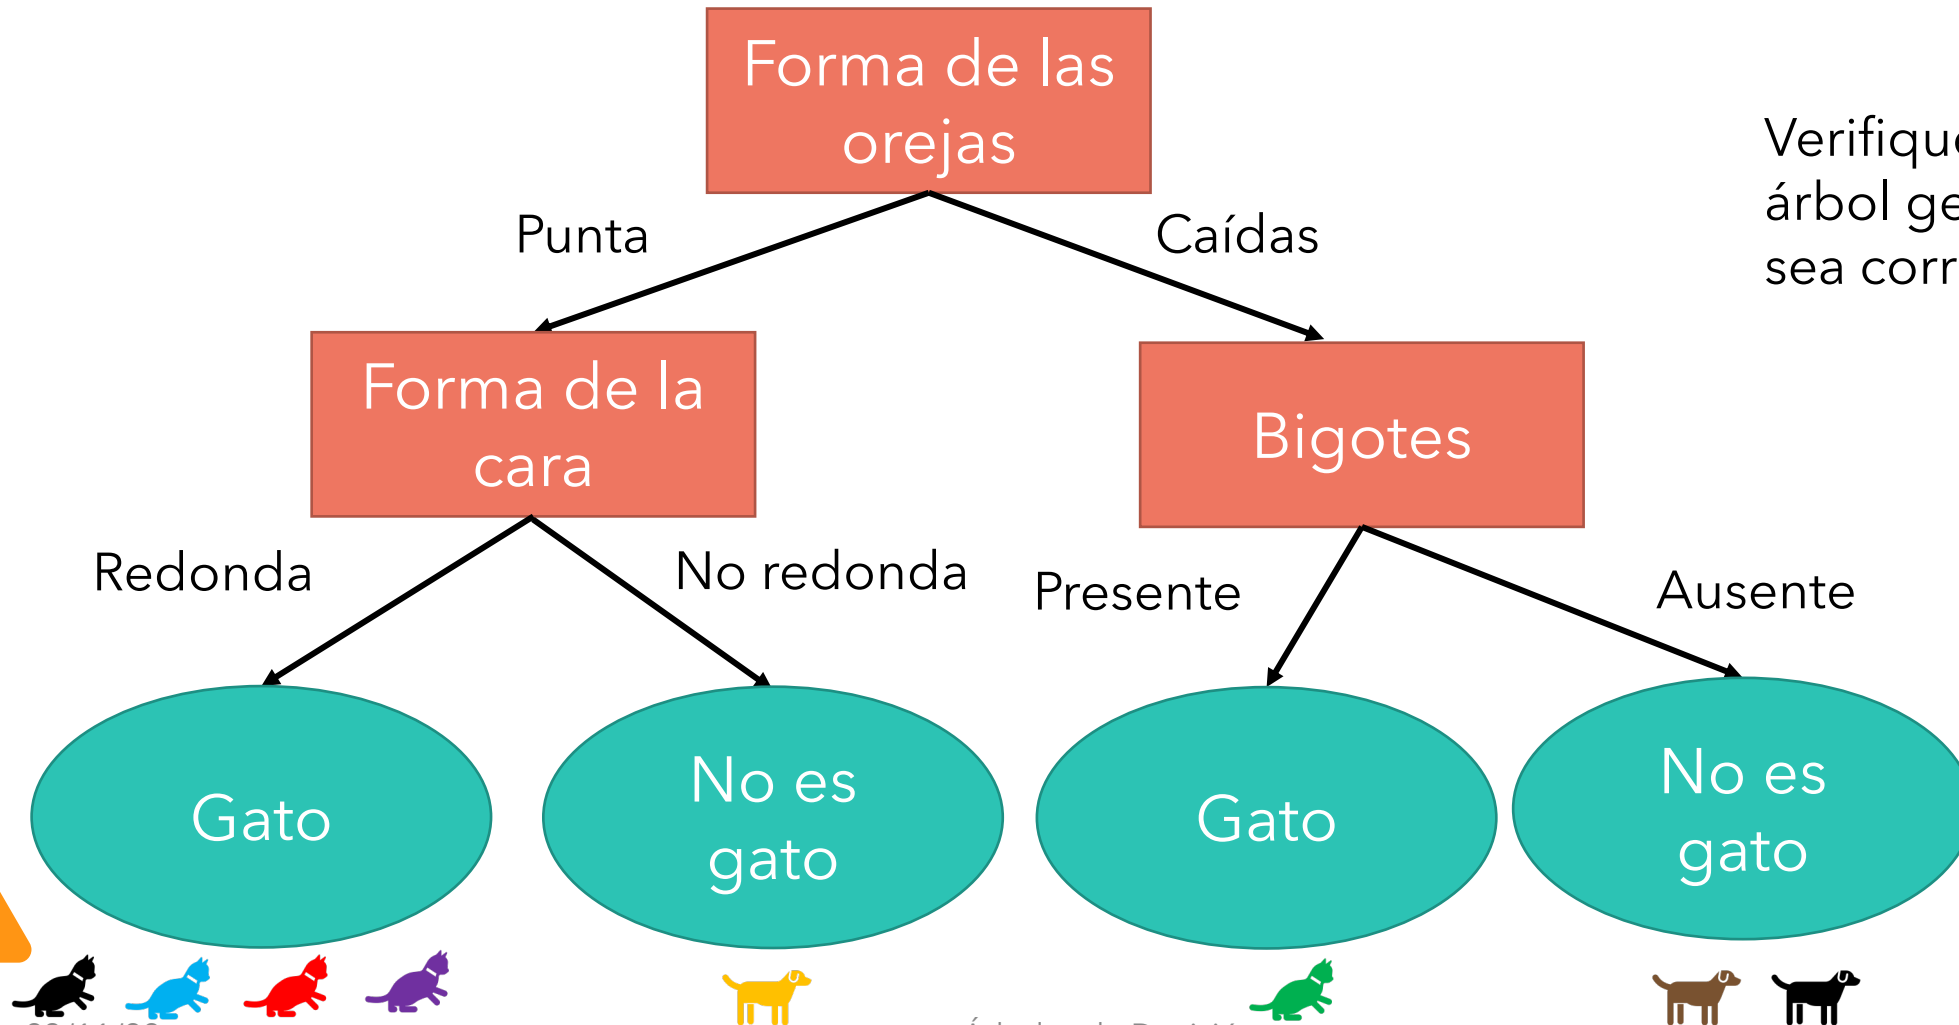 Forma de las
orejas
Verifique
árbol ge
sea corr
Punta
Caídas
Forma de la
cara
Bigotes
Redonda
No redonda
Presente
Ausente
Gato
No es
gato
Gato
No es
gato